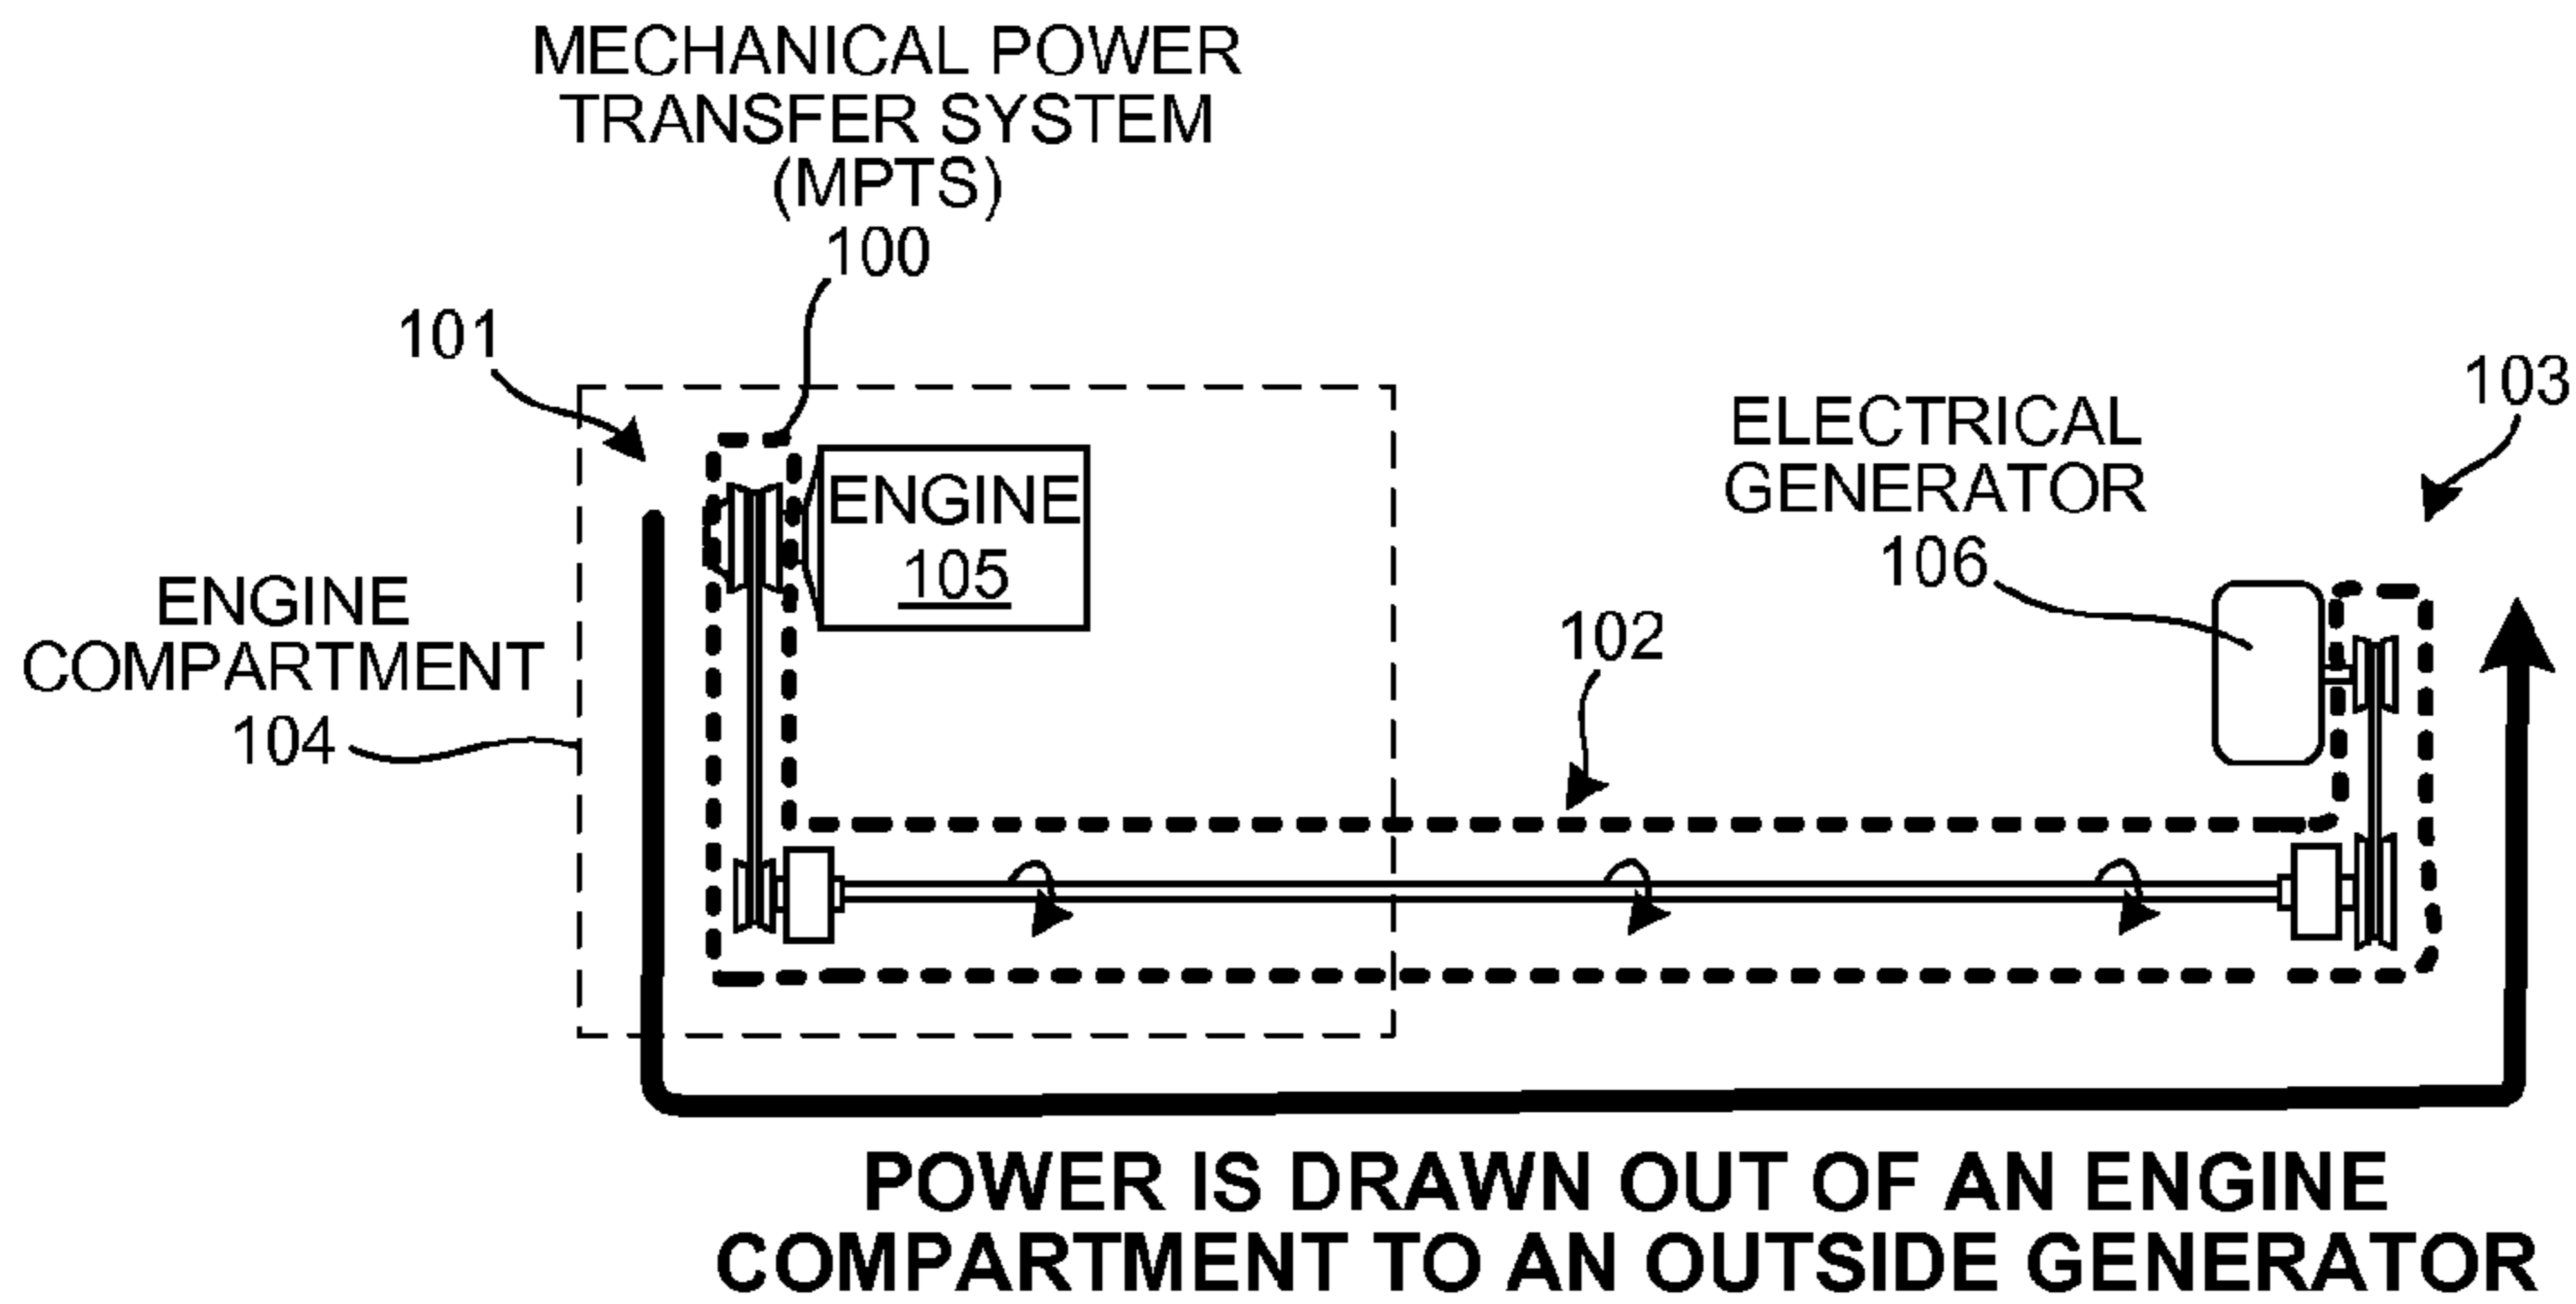 MECHANICAL POWER
TRANSFER SYSTEM
(MPTS)
100
101
103
ELECTRICAL
GENERATOR
106
ENGINE
105
ENGINE
COMPARTMENT
104
102
POWER IS DRAWN OUT OF AN ENGINE
COMPARTMENT TO AN OUTSIDE GENERATOR